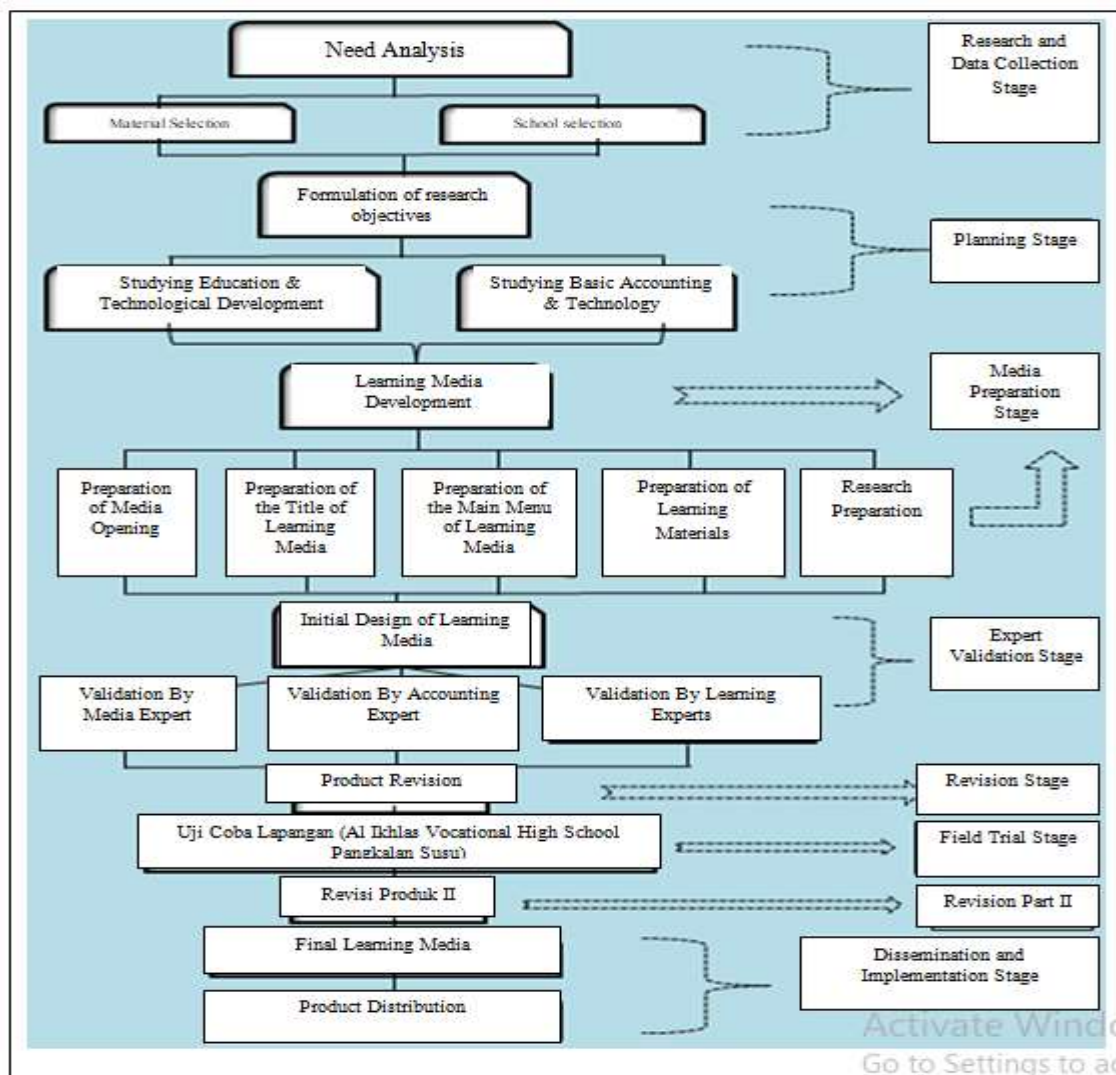 Need Analysis
Research and
Data Collection
Stage
Material Selection
School selection
Formulation of research
objectives
Planning Stage
Studying Education &
Technological Development
Studying Basic Accounting
& Technology
Learning Media
Development
Media
Preparation
Stage
Preparation
of Media
Opening
Preparation of
the Title of
Learning
Media
Preparation of
the Main Menu
of Learning
Media
Preparation of
Learning
Materials
Research
Preparation
Initial Design of Learning
Media
Expert
Validation Stage
Validation By
Media Expert
Validation By Accounting
Expert
Validation By Learning
Experts
Product Revision
Revision Stage
Uji Coba Lapangan (Al Ikhlas Vocational High School
Pangkalan Susu)
Field Trial Stage
Revisi Produk II
Revision Part II
Final Learning Media
Dissemination and
Implementation Stage
Product Distribution
Activate Windo
Go to Settings to ac